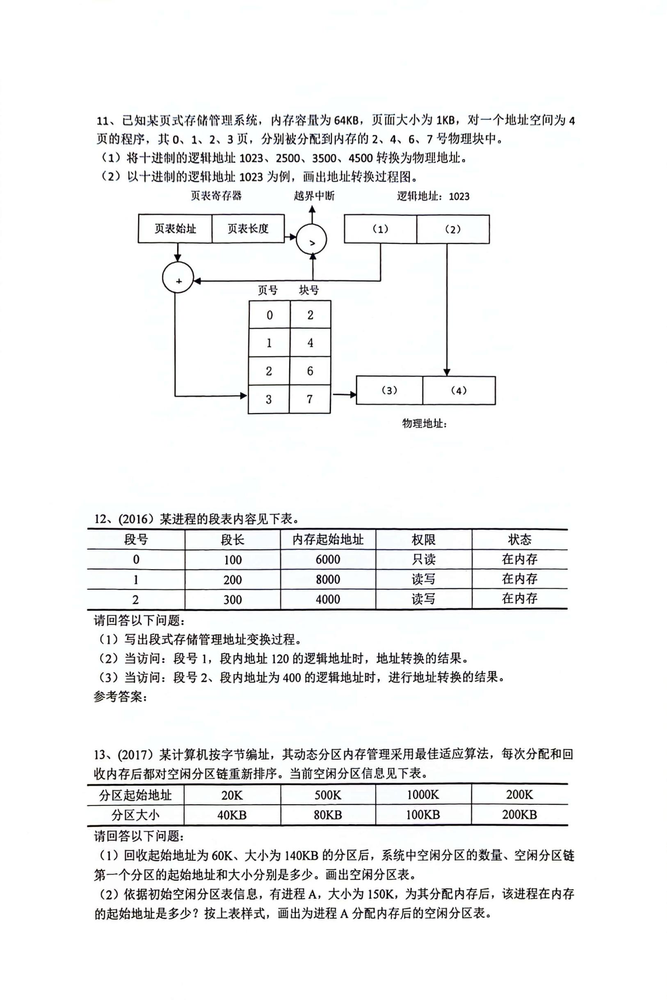 11、已知某页式存储管理系统，内存容量为 64KB，页面大小为 1KB，对一个地址空间为 4
页的程序，其 0、1、2、3 页，分别被分配到内存的 2、4、6、7 号物理块中。
（1）将十进制的逻辑地址 1023、2500、3500、4500 转换为物理地址。
（2）以十进制的逻辑地址 1023 为例，画出地址转换过程图。
页表寄存器 越界中断 逻辑地址：1023
页表始址 页表长度 > （1） （2）
+
页号 块号
0 2
1 4
2 6
3 7 （3） （4）
物理地址：
12、(2016）某进程的段表内容见下表。
段号 段长 内存起始地址 权限 状态
0 100 6000 只读 在内存
1 200 8000 读写 在内存
2 300 4000 读写 在内存
请回答以下问题：
（1）写出段式存储管理地址变换过程。
（2）当访问：段号 1，段内地址 120 的逻辑地址时，地址转换的结果。
（3）当访问：段号 2、段内地址为 400 的逻辑地址时，进行地址转换的结果。
参考答案：
13、(2017）某计算机按字节编址，其动态分区内存管理采用最佳适应算法，每次分配和回
收内存后都对空闲分区链重新排序。当前空闲分区信息见下表。
分区起始地址 20K 500K 1000K 200K
分区大小 40KB 80KB 100KB 200KB
请回答以下问题：
（1）回收起始地址为 60K、大小为 140KB 的分区后，系统中空闲分区的数量、空闲分区链
第一个分区的起始地址和大小分别是多少。画出空闲分区表。
（2）依据初始空闲分区表信息，有进程 A，大小为 150K，为其分配内存后，该进程在内存
的起始地址是多少？按上表样式，画出为进程 A 分配内存后的空闲分区表。